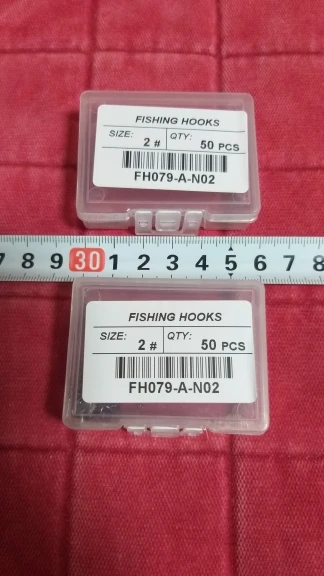 FISHING HOOKS
SIZE: 2 # QTY: 50 PCS
FH079-A-N02
7 8 9 30 1 2 3 4 5 6 7 8
FISHING HOOKS
SIZE: 2 # QTY: 50 PCS
FH079-A-N02